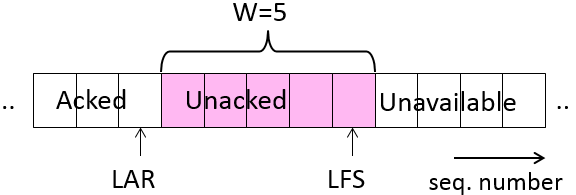 W=5
.. Acked Unacked Unavailable ..
LAR LFS seq. number